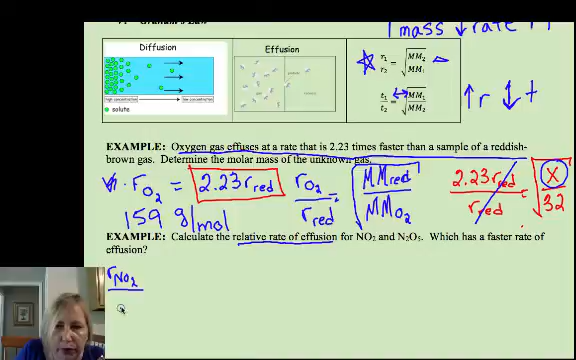 Graham's Law
↑ mass ↓ rate
Diffusion
Effusion
high concentration
low concentration
solute
r₁/r₂ = √(MM₂/MM₁)
t₁/t₂ = √(MM₁/MM₂)
↑ r ↓ t
EXAMPLE: Oxygen gas effuses at a rate that is 2.23 times faster than a sample of a reddish-
brown gas. Determine the molar mass of the unknown gas.
r O₂ = 2.23 r red
r O₂ / r red = √(MM red / MM O₂)
2.23 r red / r red = √(X / 32)
159 g/mol
EXAMPLE: Calculate the relative rate of effusion for NO₂ and N₂O₅. Which has a faster rate of
effusion?
r NO₂